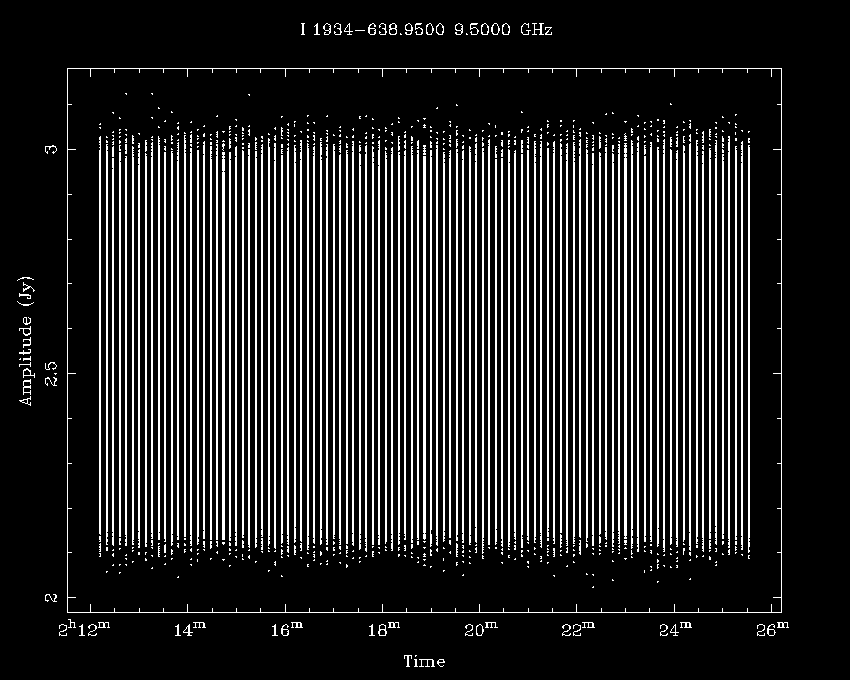 I 1934−638.9500 9.5000 GHz
3
2.5
2
Amplitude (Jy)
2ʰ12ᵐ 14ᵐ 16ᵐ 18ᵐ 20ᵐ 22ᵐ 24ᵐ 26ᵐ
Time